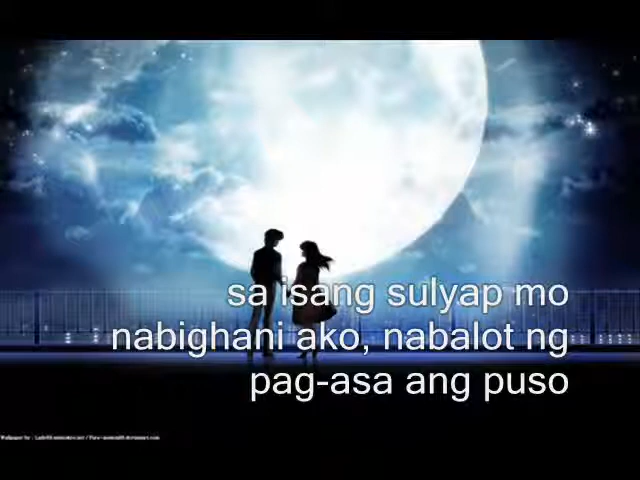 sa isang sulyap mo
nabighani ako, nabalot ng
pag-asa ang puso